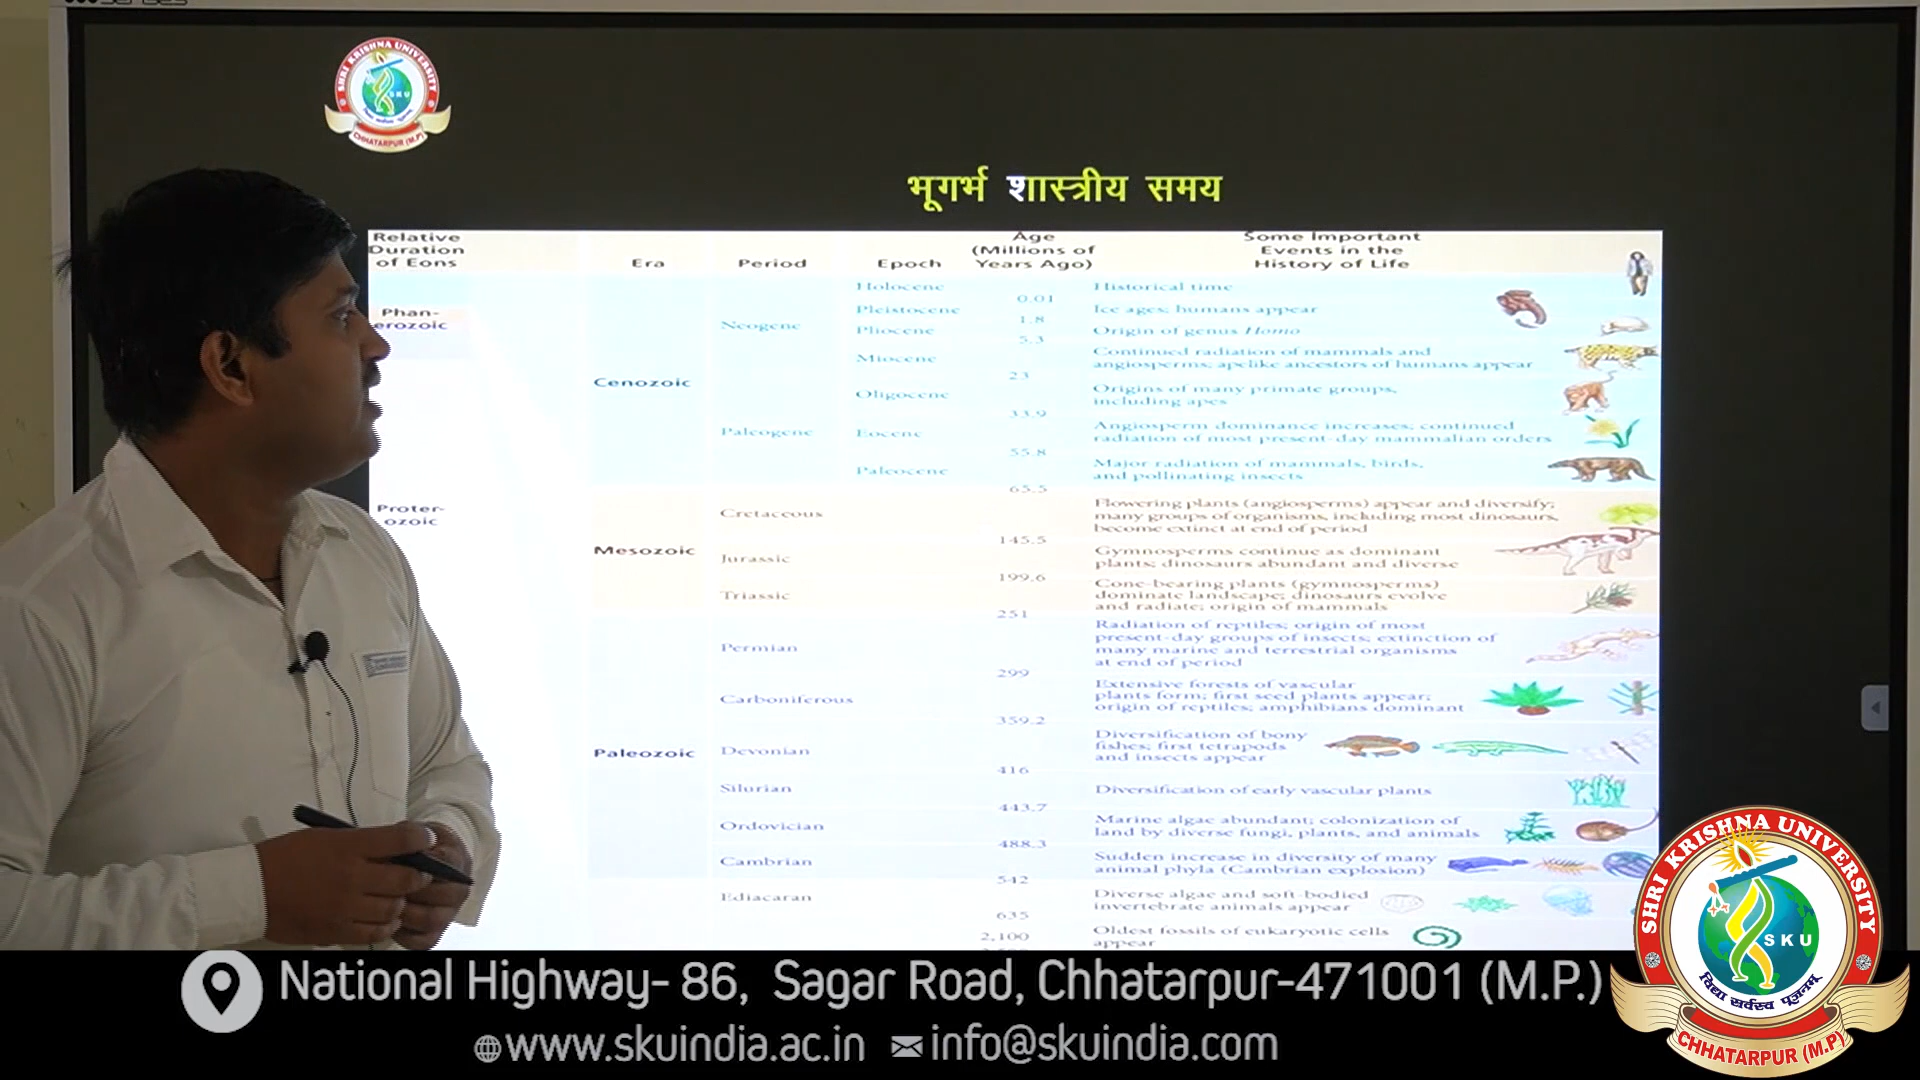 SHRI KRISHNA UNIVERSITY
SKU
CHHATARPUR (M.P)
भूगर्भ शास्त्रीय समय
Relative Duration of Eons
Era
Period
Epoch
Age (Millions of Years Ago)
Some Important Events in the History of Life
Phan-
erozoic
Proter-
ozoic
Cenozoic
Neogene
Holocene
Historical time
0.01
Pleistocene
Ice ages; humans appear
1.8
Pliocene
Origin of genus Homo
5.3
Miocene
Continued radiation of mammals and
angiosperms; apelike ancestors of humans appear
23
Oligocene
Origins of many primate groups,
including apes
33.9
Paleogene
Eocene
Angiosperm dominance increases; continued
radiation of most present-day mammalian orders
55.8
Paleocene
Major radiation of mammals, birds,
and pollinating insects
65.5
Mesozoic
Cretaceous
Flowering plants (angiosperms) appear and diversify;
many groups of organisms, including most dinosaurs,
become extinct at end of period
145.5
Jurassic
Gymnosperms continue as dominant
plants; dinosaurs abundant and diverse
199.6
Triassic
Cone-bearing plants (gymnosperms)
dominate landscape; dinosaurs evolve
and radiate; origin of mammals
251
Paleozoic
Permian
Radiation of reptiles; origin of most
present-day groups of insects; extinction of
many marine and terrestrial organisms
at end of period
299
Carboniferous
Extensive forests of vascular
plants form; first seed plants appear;
origin of reptiles; amphibians dominant
359.2
Devonian
Diversification of bony
fishes; first tetrapods
and insects appear
416
Silurian
Diversification of early vascular plants
443.7
Ordovician
Marine algae abundant; colonization of
land by diverse fungi, plants, and animals
488.3
Cambrian
Sudden increase in diversity of many
animal phyla (Cambrian explosion)
542
Ediacaran
Diverse algae and soft-bodied
invertebrate animals appear
635
2,100
Oldest fossils of eukaryotic cells
appear
National Highway- 86, Sagar Road, Chhatarpur-471001 (M.P.)
www.skuindia.ac.in info@skuindia.com
SHRI KRISHNA UNIVERSITY
SKU
विद्या सर्वस्व पूजनम्
CHHATARPUR (M.P)